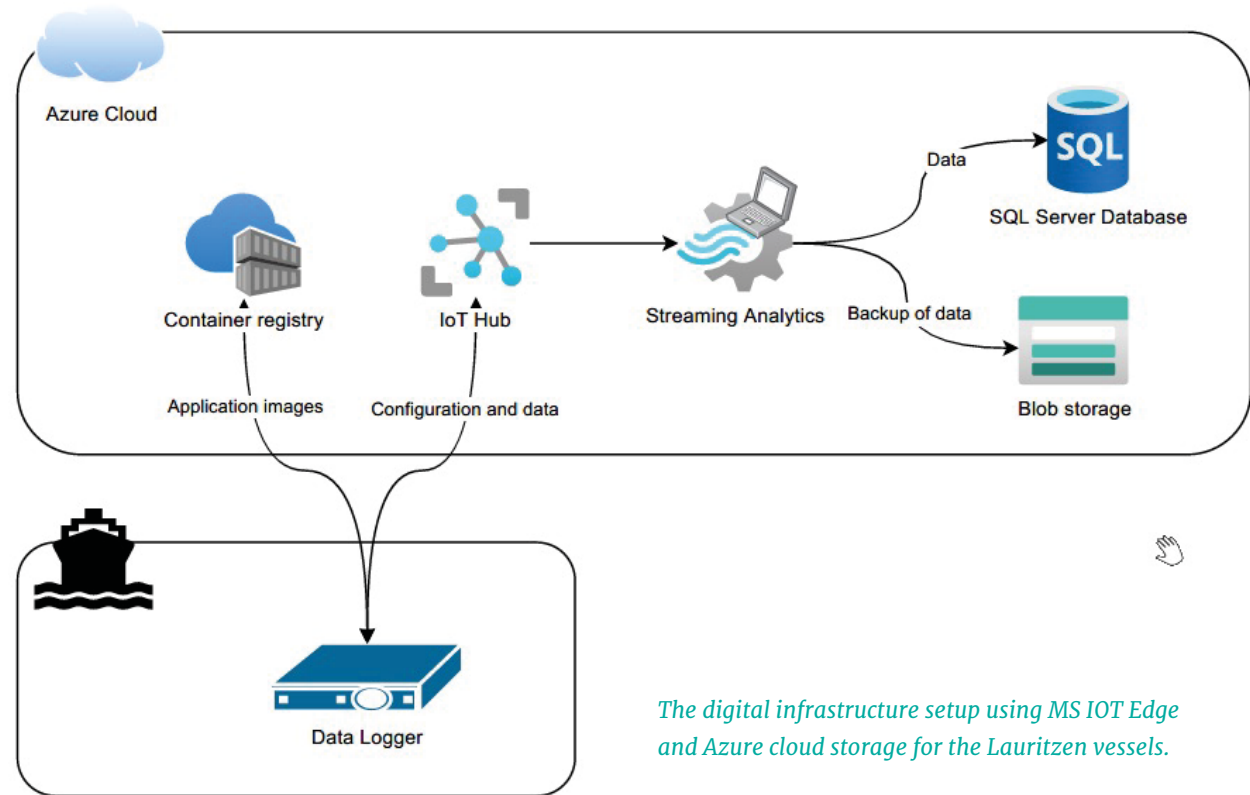 Azure Cloud
Data
SQL
SQL Server Database
Container registry
IoT Hub
Streaming Analytics
Backup of data
Application images
Configuration and data
Blob storage
Data Logger
The digital infrastructure setup using MS IOT Edge
and Azure cloud storage for the Lauritzen vessels.